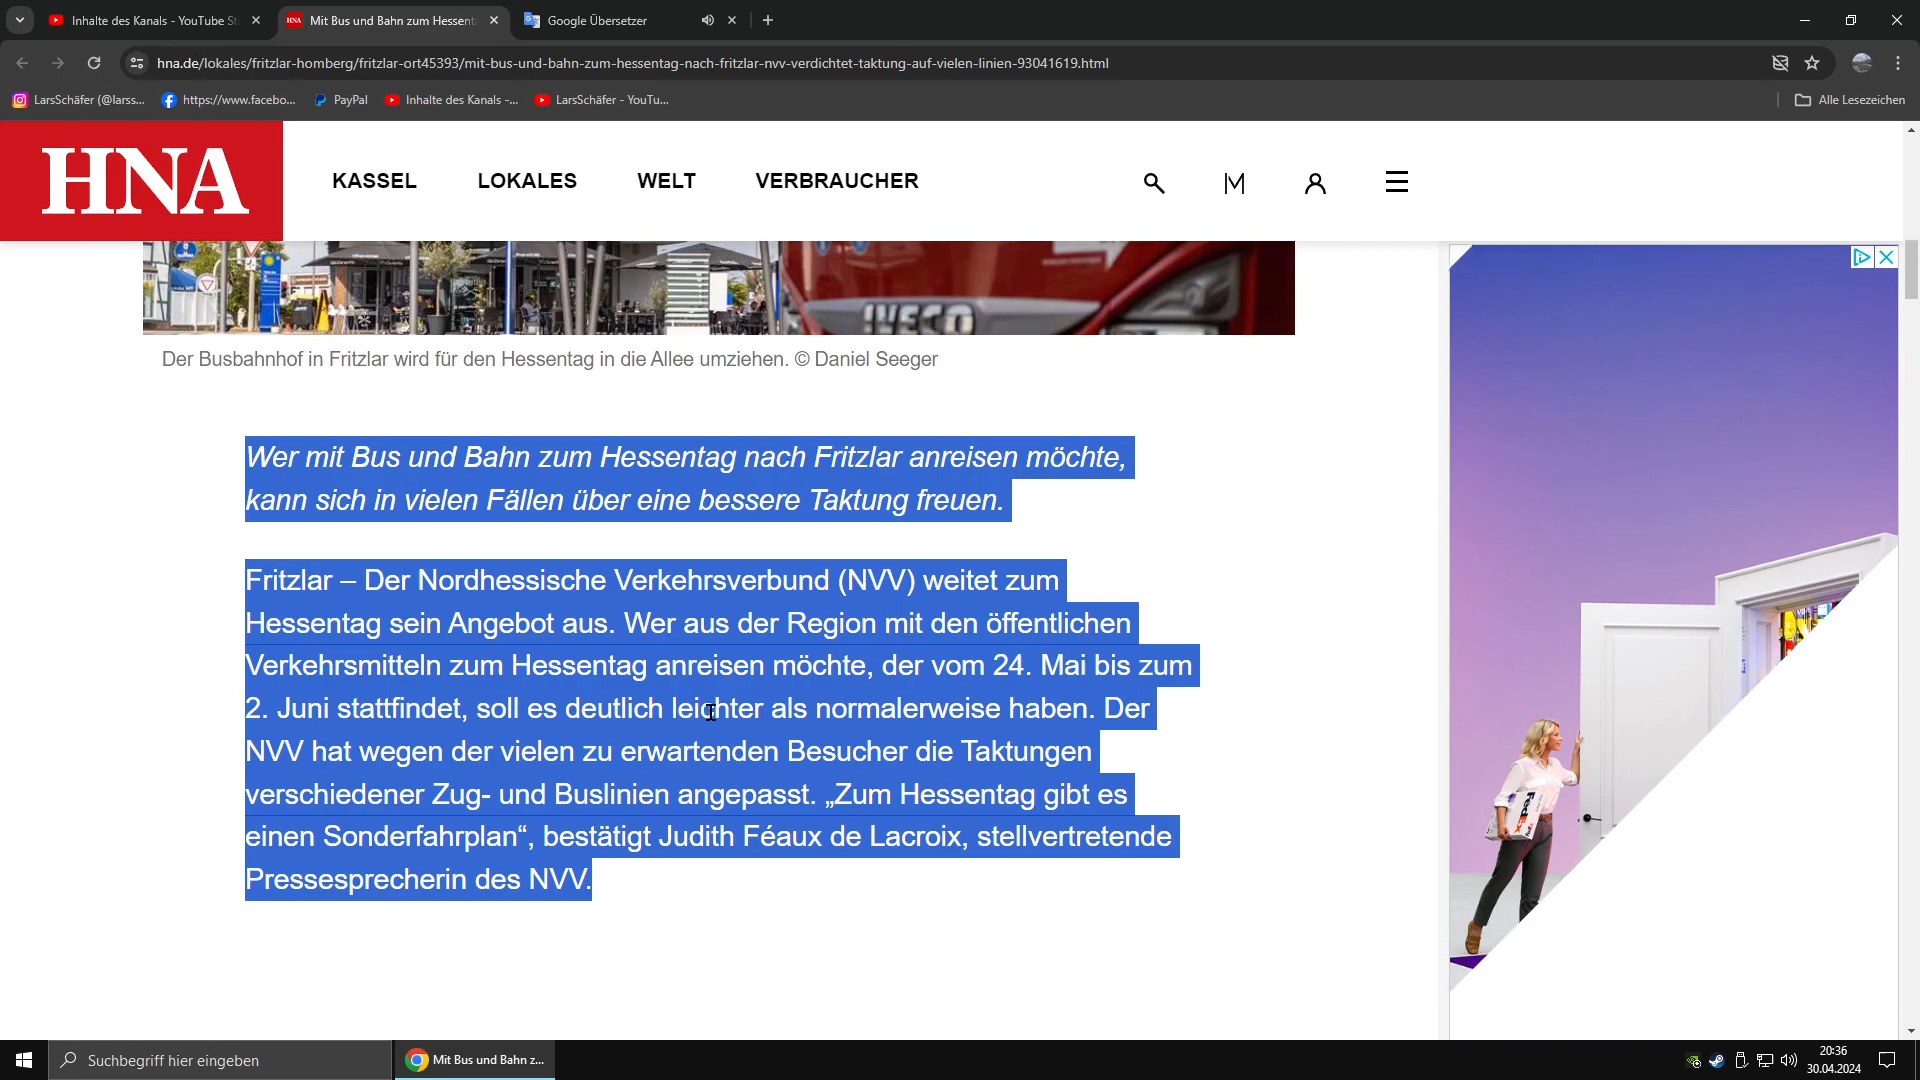 Inhalte des Kanals - YouTube St
Mit Bus und Bahn zum Hessent
Google Übersetzer
hna.de/lokales/fritzlar-homberg/fritzlar-ort45393/mit-bus-und-bahn-zum-hessentag-nach-fritzlar-nvv-verdichtet-taktung-auf-vielen-linien-93041619.html
LarsSchäfer (@larss...
https://www.facebo...
PayPal
Inhalte des Kanals -...
LarsSchäfer - YouTu...
Alle Lesezeichen
HNA
KASSEL
LOKALES
WELT
VERBRAUCHER
IVECO
Der Busbahnhof in Fritzlar wird für den Hessentag in die Allee umziehen. © Daniel Seeger
Wer mit Bus und Bahn zum Hessentag nach Fritzlar anreisen möchte,
kann sich in vielen Fällen über eine bessere Taktung freuen.
Fritzlar – Der Nordhessische Verkehrsverbund (NVV) weitet zum
Hessentag sein Angebot aus. Wer aus der Region mit den öffentlichen
Verkehrsmitteln zum Hessentag anreisen möchte, der vom 24. Mai bis zum
2. Juni stattfindet, soll es deutlich leichter als normalerweise haben. Der
NVV hat wegen der vielen zu erwartenden Besucher die Taktungen
verschiedener Zug- und Buslinien angepasst. „Zum Hessentag gibt es
einen Sonderfahrplan“, bestätigt Judith Féaux de Lacroix, stellvertretende
Pressesprecherin des NVV.
FedEx
Suchbegriff hier eingeben
Mit Bus und Bahn z...
20:36
30.04.2024